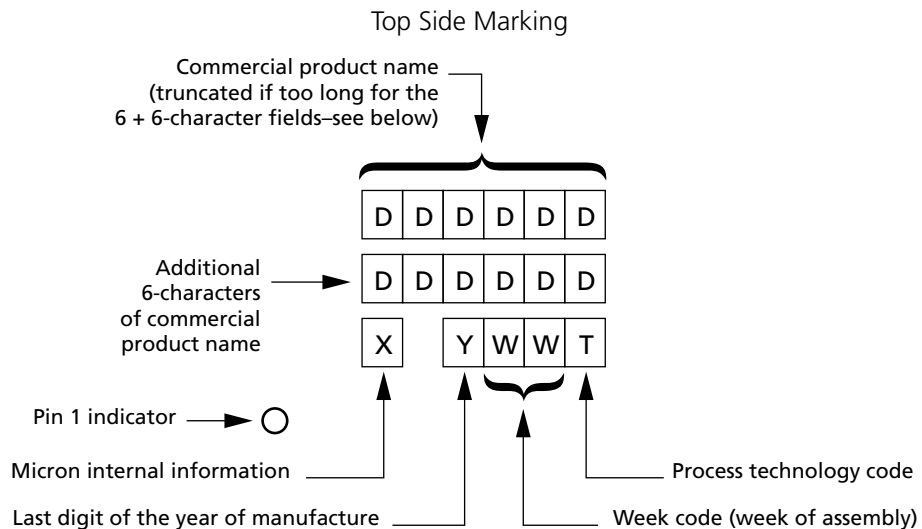 Top Side Marking
Commercial product name
(truncated if too long for the
6 + 6-character fields–see below)
D D D D D D
Additional
6-characters
of commercial
product name
D D D D D D
X Y W W T
Pin 1 indicator
Micron internal information
Process technology code
Last digit of the year of manufacture
Week code (week of assembly)